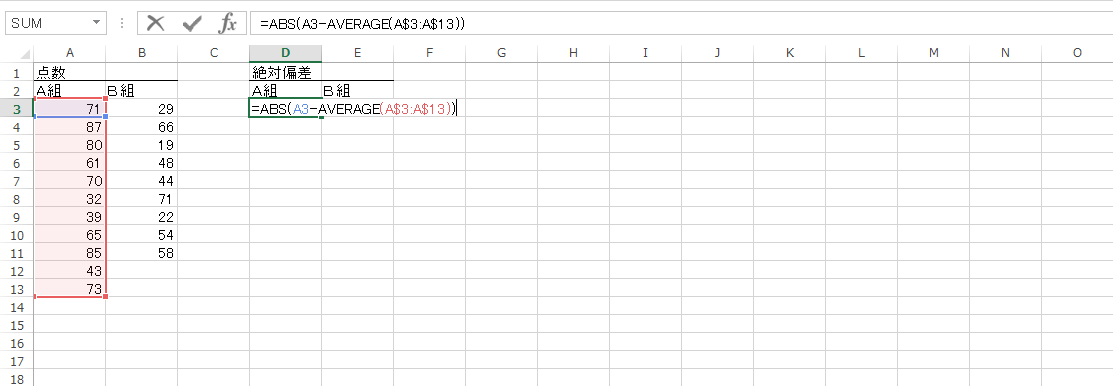 SUM =ABS(A3-AVERAGE(A$3:A$13))
A B C D E F G H I J K L M N O
1 点数 絶対偏差
2 A組 B組 A組 B組
3 71 29 =ABS(A3-AVERAGE(A$3:A$13))
4 87 66
5 80 19
6 61 48
7 70 44
8 32 71
9 39 22
10 65 54
11 85 58
12 43
13 73
14
15
16
17
18